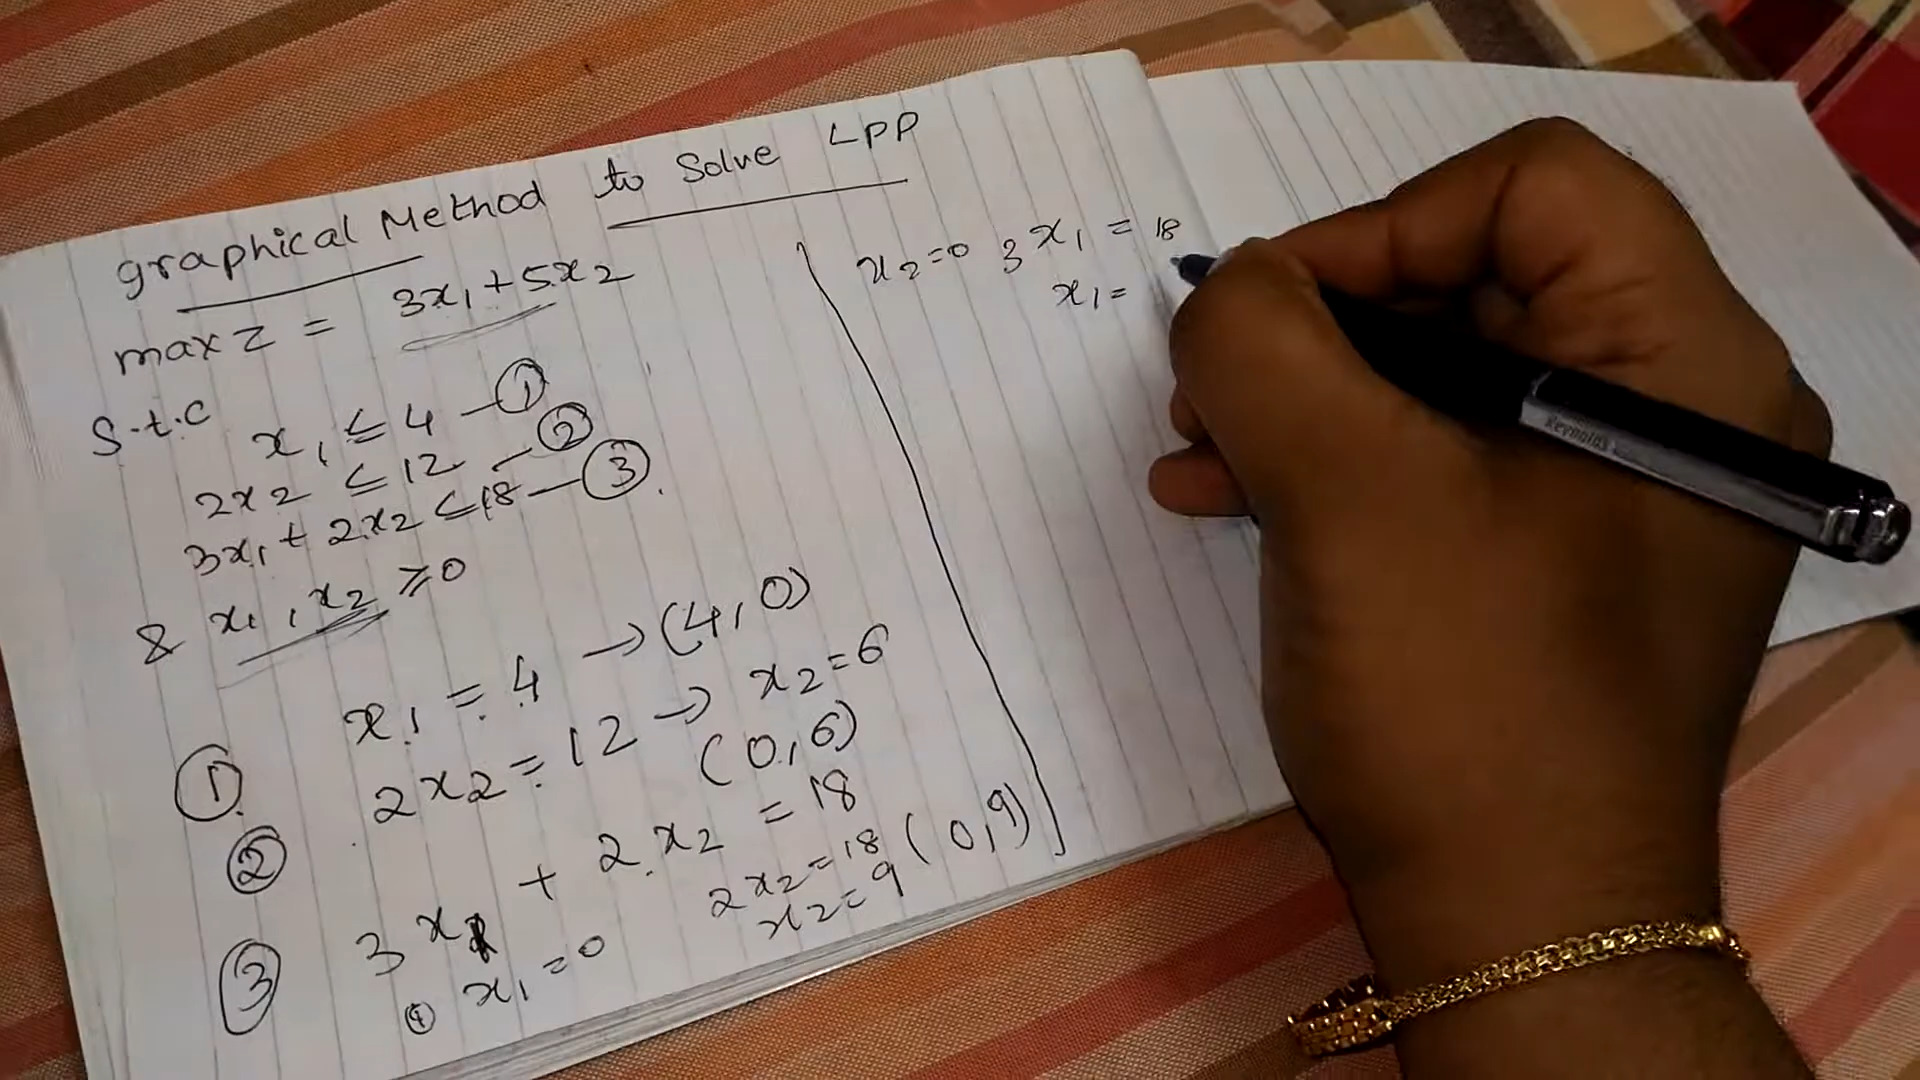 graphical Method to Solve LPP
max Z = 3x1 + 5x2
S.t.c
x1 ≤ 4 — ①
2x2 ≤ 12 — ②
3x1 + 2x2 ≤ 18 — ③.
& x1, x2 ≥ 0
① x1 = 4 → (4, 0)
② 2x2 = 12 → x2 = 6
(0, 6)
③ 3x1 + 2x2 = 18
x1 = 0
2x2 = 18
x2 = 9 (0, 9)
x2 = 0 3x1 = 18
x1 =
Reynolds